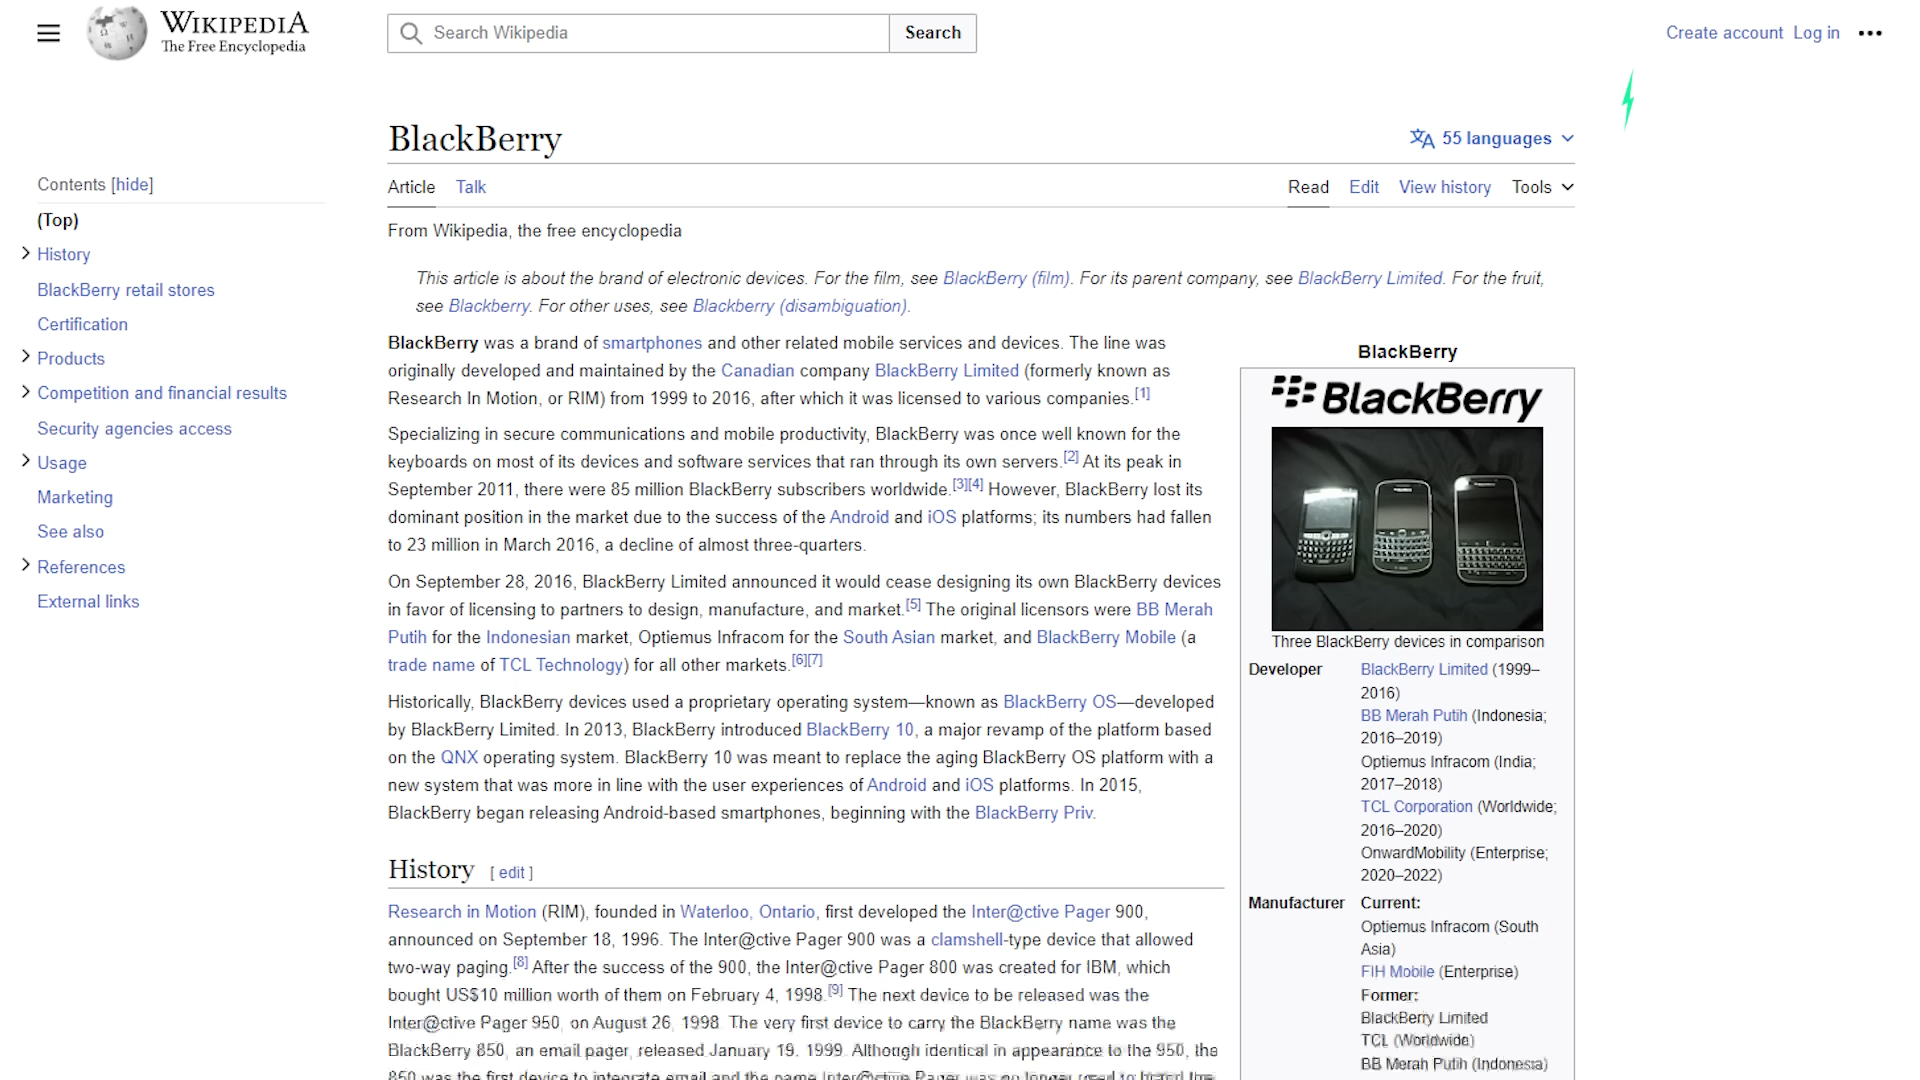 WIKIPEDIA
The Free Encyclopedia
Search Wikipedia
Search
Create account Log in
BlackBerry
55 languages
Article Talk
Read Edit View history Tools
From Wikipedia, the free encyclopedia
Contents [hide]
(Top)
History
BlackBerry retail stores
Certification
Products
Competition and financial results
Security agencies access
Usage
Marketing
See also
References
External links
This article is about the brand of electronic devices. For the film, see BlackBerry (film). For its parent company, see BlackBerry Limited. For the fruit,
see Blackberry. For other uses, see Blackberry (disambiguation).
BlackBerry was a brand of smartphones and other related mobile services and devices. The line was
originally developed and maintained by the Canadian company BlackBerry Limited (formerly known as
Research In Motion, or RIM) from 1999 to 2016, after which it was licensed to various companies.[1]
Specializing in secure communications and mobile productivity, BlackBerry was once well known for the
keyboards on most of its devices and software services that ran through its own servers.[2] At its peak in
September 2011, there were 85 million BlackBerry subscribers worldwide.[3][4] However, BlackBerry lost its
dominant position in the market due to the success of the Android and iOS platforms; its numbers had fallen
to 23 million in March 2016, a decline of almost three-quarters.
On September 28, 2016, BlackBerry Limited announced it would cease designing its own BlackBerry devices
in favor of licensing to partners to design, manufacture, and market.[5] The original licensors were BB Merah
Putih for the Indonesian market, Optiemus Infracom for the South Asian market, and BlackBerry Mobile (a
trade name of TCL Technology) for all other markets.[6][7]
Historically, BlackBerry devices used a proprietary operating system—known as BlackBerry OS—developed
by BlackBerry Limited. In 2013, BlackBerry introduced BlackBerry 10, a major revamp of the platform based
on the QNX operating system. BlackBerry 10 was meant to replace the aging BlackBerry OS platform with a
new system that was more in line with the user experiences of Android and iOS platforms. In 2015,
BlackBerry began releasing Android-based smartphones, beginning with the BlackBerry Priv.
History [ edit ]
Research in Motion (RIM), founded in Waterloo, Ontario, first developed the Inter@ctive Pager 900,
announced on September 18, 1996. The Inter@ctive Pager 900 was a clamshell-type device that allowed
two-way paging.[8] After the success of the 900, the Inter@ctive Pager 800 was created for IBM, which
bought US$10 million worth of them on February 4, 1998.[9] The next device to be released was the
Inter@ctive Pager 950, on August 26, 1998. The very first device to carry the BlackBerry name was the
BlackBerry 850, an email pager, released January 19, 1999. Although identical in appearance to the 950, the
850 was the first device to integrate email and the name Inter@ctive Pager was no longer used to brand the
BlackBerry
BlackBerry
Three BlackBerry devices in comparison
Developer BlackBerry Limited (1999–
2016)
BB Merah Putih (Indonesia;
2016–2019)
Optiemus Infracom (India;
2017–2018)
TCL Corporation (Worldwide;
2016–2020)
OnwardMobility (Enterprise;
2020–2022)
Manufacturer Current:
Optiemus Infracom (South
Asia)
FIH Mobile (Enterprise)
Former:
BlackBerry Limited
TCL (Worldwide)
BB Merah Putih (Indonesia)